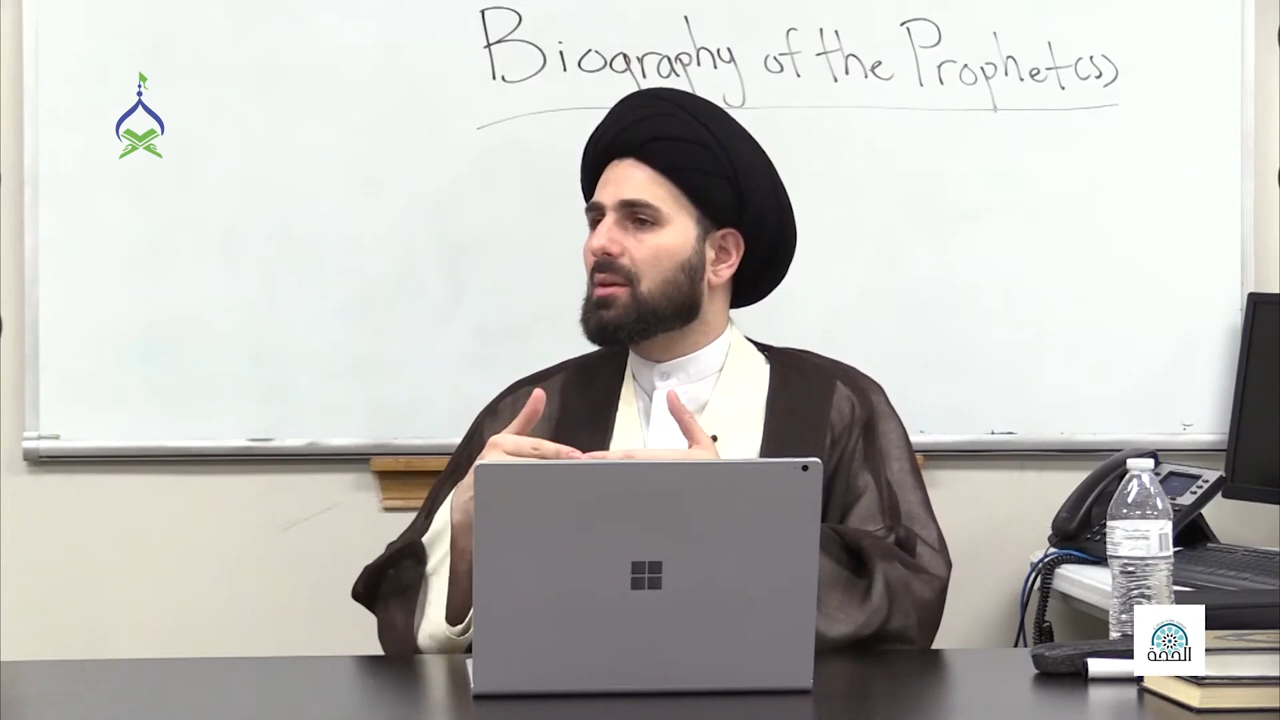 Biography of the Prophet(s)
الحجة